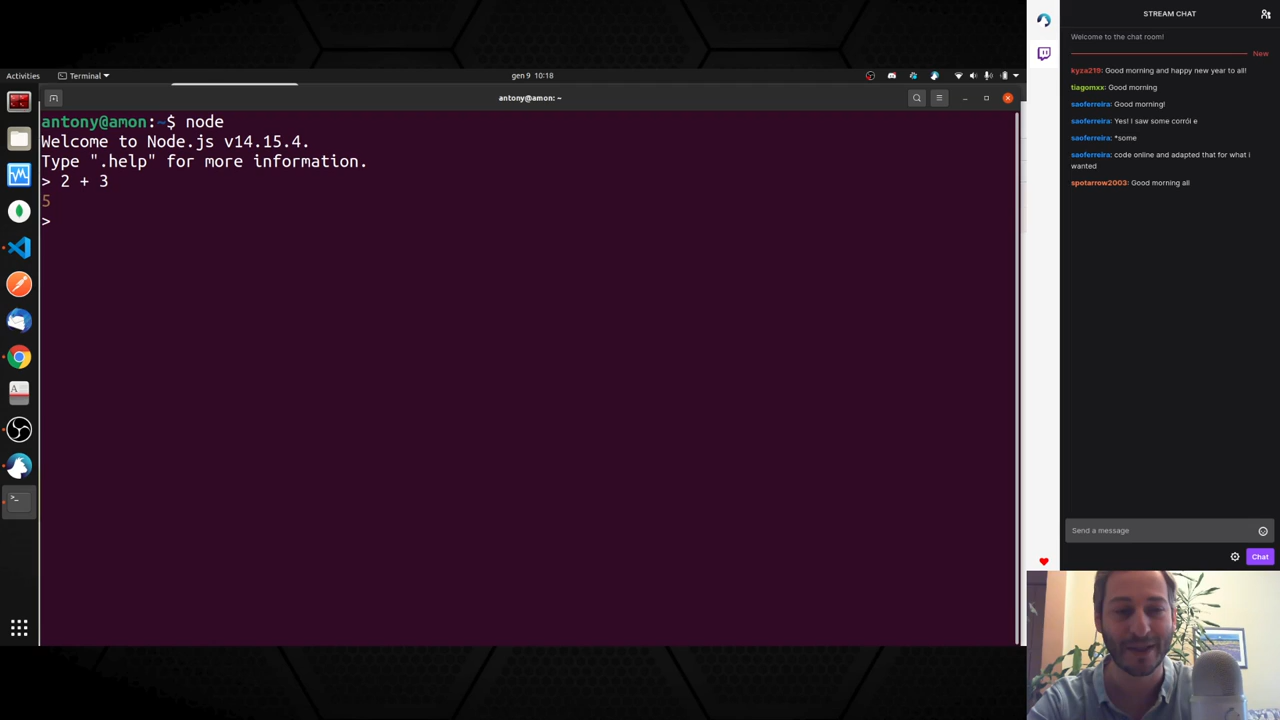 Activities
Terminal
gen 9 10:18
antony@amon: ~
antony@amon:~$ node
Welcome to Node.js v14.15.4.
Type ".help" for more information.
> 2 + 3
5
>
STREAM CHAT
Welcome to the chat room!
New
kyza219: Good morning and happy new year to all!
tiagomxx: Good morning
saoferreira: Good morning!
saoferreira: Yes! I saw some corrói e
saoferreira: *some
saoferreira: code online and adapted that for what i
wanted
spotarrow2003: Good morning all
Send a message
Chat